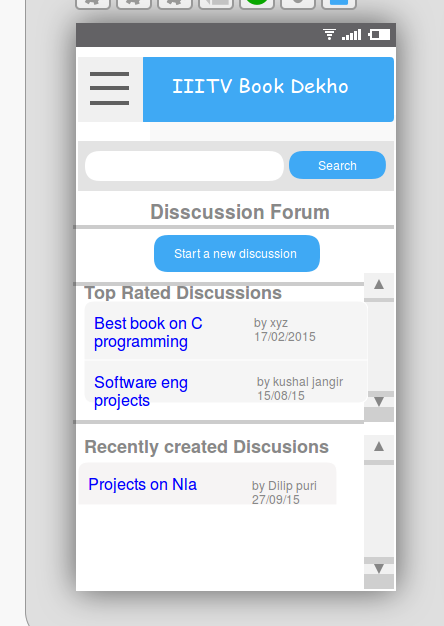 IIITV Book Dekho
Search
Disscussion Forum
Start a new discussion
Top Rated Discussions
Best book on C
programming
by xyz
17/02/2015
Software eng
projects
by kushal jangir
15/08/15
Recently created Discusions
Projects on Nla
by Dilip puri
27/09/15